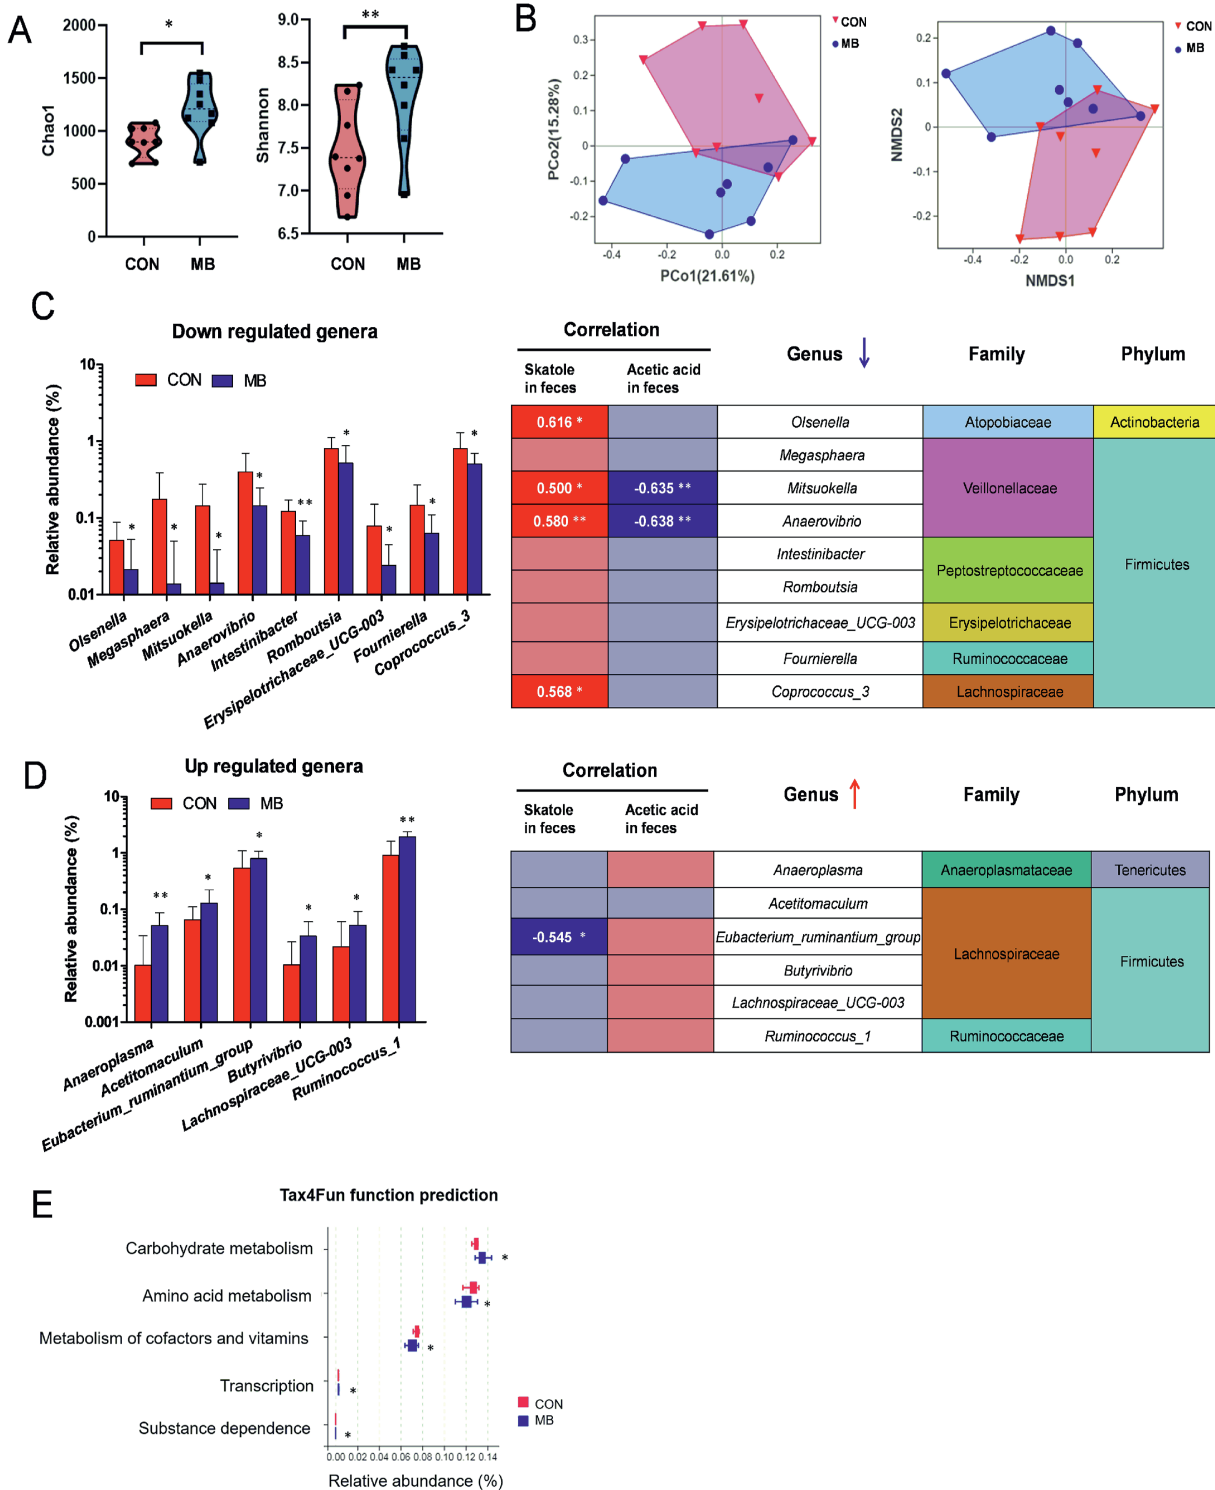 A
*
2000
1500
1000
500
0
Chao1
CON
MB
**
9.0
8.5
8.0
7.5
7.0
6.5
Shannon
CON
MB
B
CON
MB
0.3
0.2
0.1
0
-0.1
-0.2
PCo2(15.28%)
-0.4
-0.2
0.0
0.2
PCo1(21.61%)
CON
MB
0.2
0.1
0
-0.1
-0.2
NMDS2
-0.4
-0.2
0.0
0.2
NMDS1
C
Down regulated genera
CON
MB
10
1
0.1
0.01
Relative abundance (%)
*
*
*
*
**
*
*
*
*
Olsenella
Megasphaera
Mitsuokella
Anaerovibrio
Intestinibacter
Romboutsia
Erysipelotrichaceae_UCG-003
Fournierella
Coprococcus_3
Correlation
Skatole
in feces
Acetic acid
in feces
Genus ↓
Family
Phylum
0.616 *
Olsenella
Atopobiaceae
Actinobacteria
Megasphaera
0.500 *
-0.635 **
Mitsuokella
Veillonellaceae
0.580 **
-0.638 **
Anaerovibrio
Intestinibacter
Peptostreptococcaceae
Firmicutes
Romboutsia
Erysipelotrichaceae_UCG-003
Erysipelotrichaceae
Fournierella
Ruminococcaceae
0.568 *
Coprococcus_3
Lachnospiraceae
D
Up regulated genera
CON
MB
10
1
0.1
0.01
0.001
Relative abundance (%)
**
*
*
*
*
**
Anaeroplasma
Acetitomaculum
Eubacterium_ruminantium_group
Butyrivibrio
Lachnospiraceae_UCG-003
Ruminococcus_1
Correlation
Skatole
in feces
Acetic acid
in feces
Genus ↑
Family
Phylum
Anaeroplasma
Anaeroplasmataceae
Tenericutes
Acetitomaculum
-0.545 *
Eubacterium_ruminantium_group
Lachnospiraceae
Firmicutes
Butyrivibrio
Lachnospiraceae_UCG-003
Ruminococcus_1
Ruminococcaceae
E
Tax4Fun function prediction
Carbohydrate metabolism
*
Amino acid metabolism
*
Metabolism of cofactors and vitamins
*
Transcription
*
Substance dependence
*
CON
MB
0.00 0.02 0.04 0.06 0.08 0.10 0.12 0.14
Relative abundance (%)